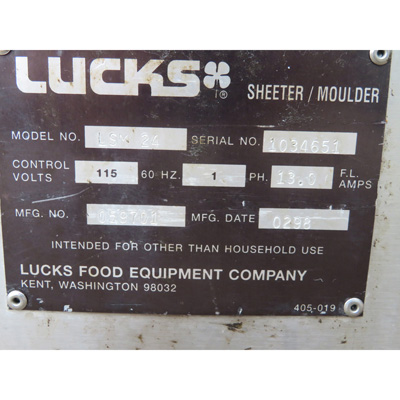 LUCKS ®
SHEETER / MOULDER
MODEL NO. LSM 24 SERIAL NO. 1034651
CONTROL VOLTS 115 60 HZ. 1 PH. 13.0 F.L. AMPS
MFG. NO. MFG. DATE 0298
INTENDED FOR OTHER THAN HOUSEHOLD USE
LUCKS FOOD EQUIPMENT COMPANY
KENT, WASHINGTON 98032
405-019